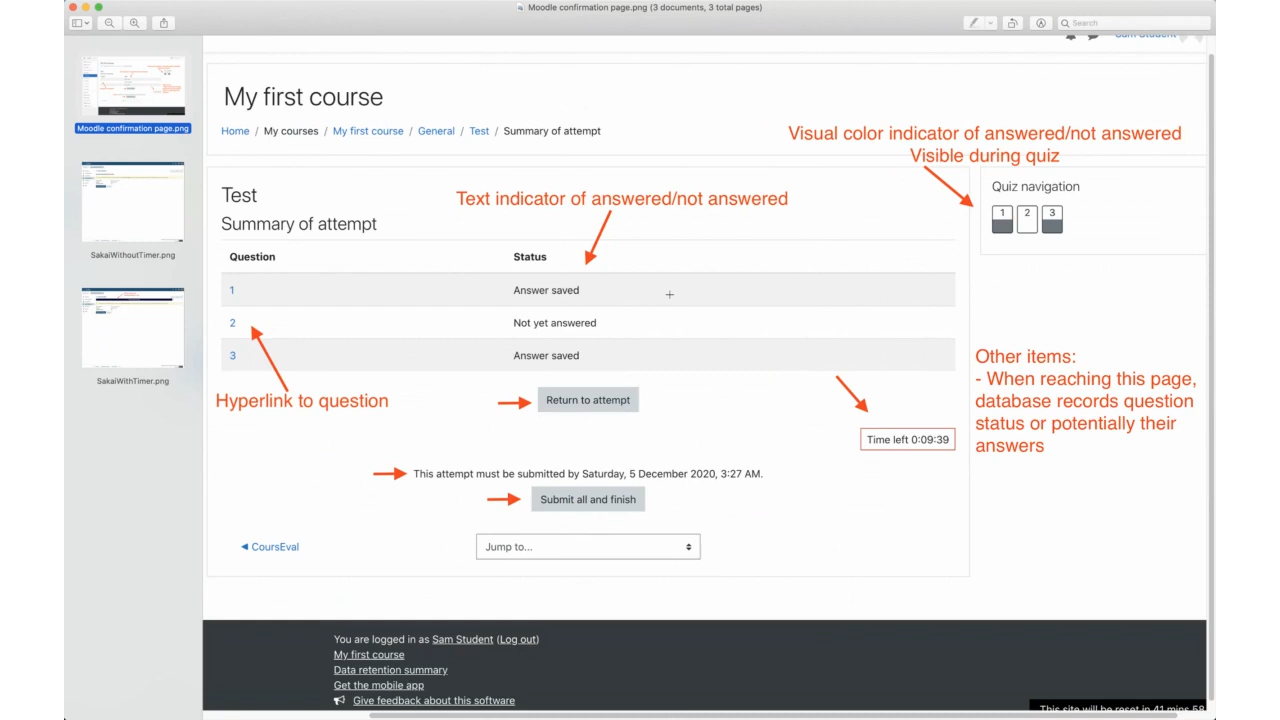 Moodle confirmation page.png (3 documents, 3 total pages)
Search
Moodle confirmation page.png
SakaiWithoutTimer.png
SakaiWithTimer.png
Sam Student
My first course
Home / My courses / My first course / General / Test / Summary of attempt
Visual color indicator of answered/not answered
Visible during quiz
Test
Text indicator of answered/not answered
Summary of attempt
Quiz navigation
1 2 3
Question Status
1 Answer saved
2 Not yet answered
3 Answer saved
Hyperlink to question
Return to attempt
Other items:
- When reaching this page,
database records question
status or potentially their
answers
Time left 0:09:39
This attempt must be submitted by Saturday, 5 December 2020, 3:27 AM.
Submit all and finish
◄ CoursEval
Jump to...
You are logged in as Sam Student (Log out)
My first course
Data retention summary
Get the mobile app
Give feedback about this software
This site will be reset in 41 mins 58